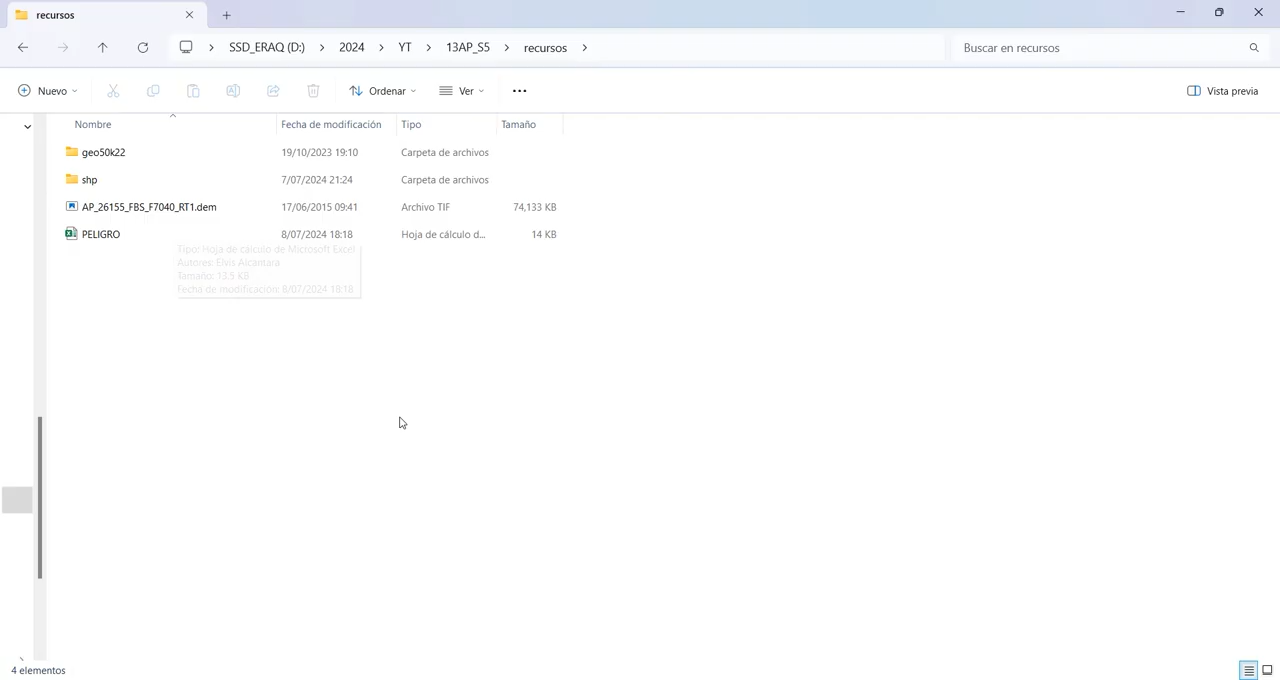 recursos
SSD_ERAQ (D:) 2024 YT 13AP_S5 recursos
Buscar en recursos
Nuevo Ordenar Ver Vista previa
Nombre Fecha de modificación Tipo Tamaño
geo50k22 19/10/2023 19:10 Carpeta de archivos
shp 7/07/2024 21:24 Carpeta de archivos
AP_26155_FBS_F7040_RT1.dem 17/06/2015 09:41 Archivo TIF 74,133 KB
PELIGRO 8/07/2024 18:18 Hoja de cálculo d... 14 KB
Tipo: Hoja de cálculo de Microsoft Excel
Autores: Elvis Alcantara
Tamaño: 13.5 KB
Fecha de modificación: 8/07/2024 18:18
4 elementos